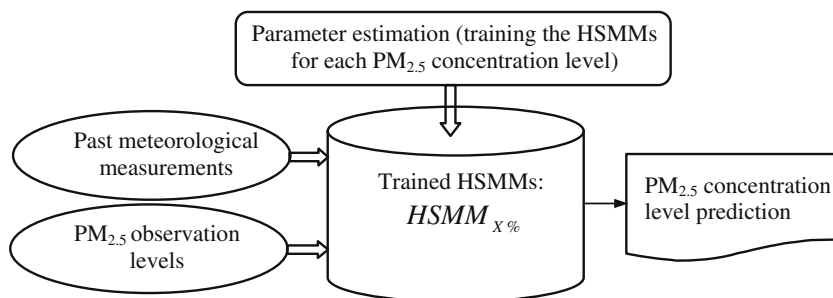 Parameter estimation (training the HSMMs
for each PM2.5 concentration level)
Past meteorological
measurements
Trained HSMMs:
HSMM X%
PM2.5 observation
levels
PM2.5 concentration
level prediction